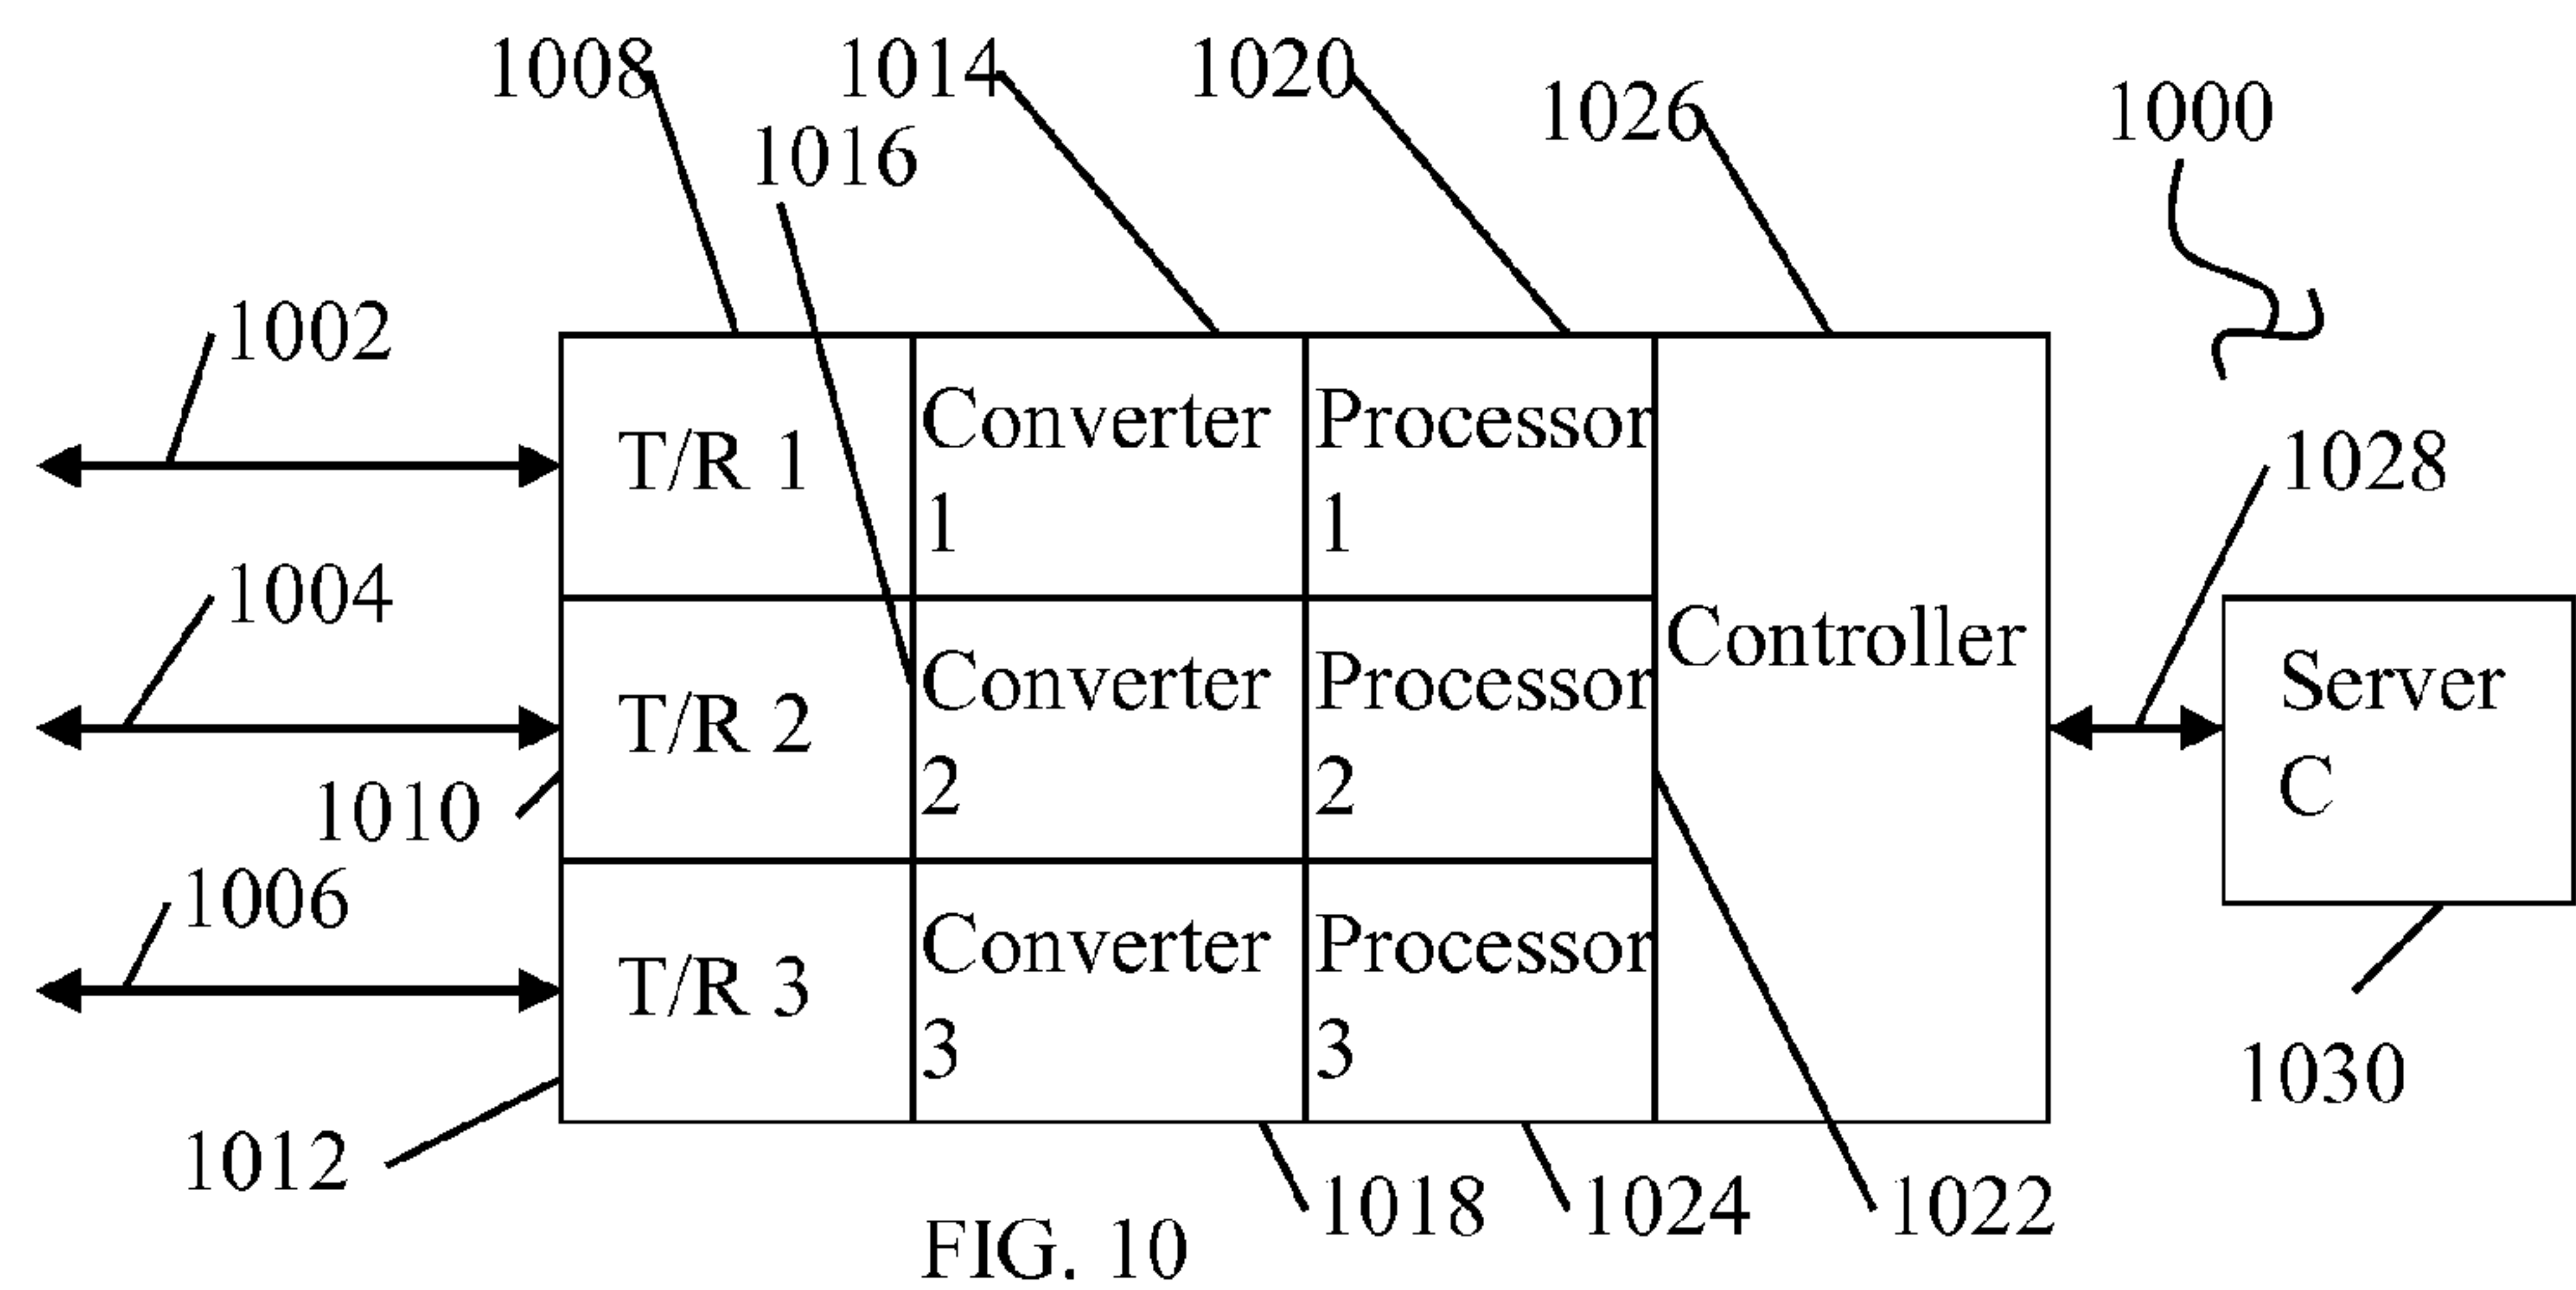 1008
1014
1020
1026
1000
1016
1002
T/R 1
Converter
1
Processor
1
1028
1004
T/R 2
Converter
2
Processor
2
Controller
Server
C
1010
1006
T/R 3
Converter
3
Processor
3
1030
1012
1018
1024
1022
FIG. 10